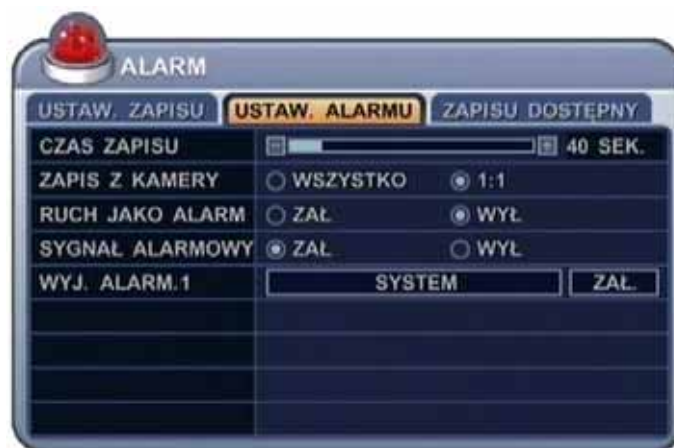 ALARM
USTAW. ZAPISU USTAW. ALARMU ZAPISU DOSTĘPNY
CZAS ZAPISU 40 SEK.
ZAPIS Z KAMERY WSZYSTKO 1:1
RUCH JAKO ALARM ZAŁ. WYŁ.
SYGNAŁ ALARMOWY ZAŁ. WYŁ.
WYJ. ALARM.1 SYSTEM ZAŁ.